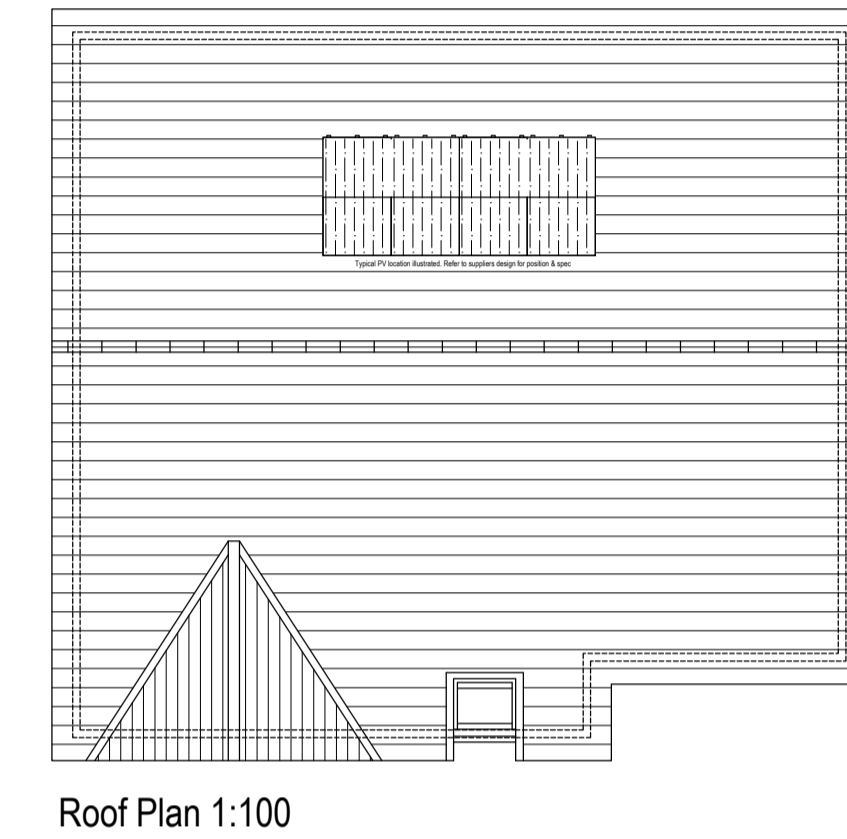 Typical PV location illustrated. Refer to suppliers design for position & spec
Roof Plan 1:100